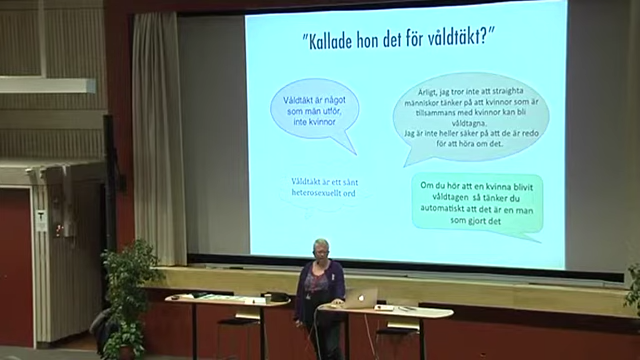 "Kallade hon det för våldtäkt?"
Våldtäkt är något
som män utför,
inte kvinnor
Ärligt, jag tror inte att straighta
människor tänker på att kvinnor som är
tillsammans med kvinnor kan bli
våldtagna.
Jag är inte heller säker på att de är redo
för att höra om det.
Våldtäkt är ett sånt
heterosexuellt ord
Om du hör att en kvinna blivit
våldtagen så tänker du
automatiskt att det är en man
som gjort det